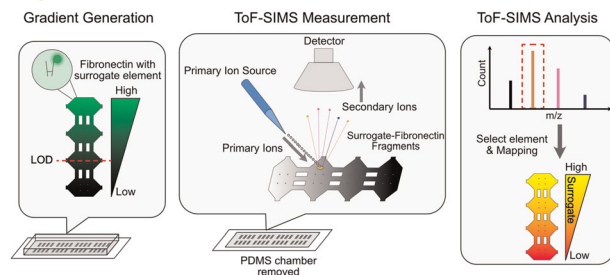 Gradient Generation
Fibronectin with
surrogate element
High
LOD
Low
ToF-SIMS Measurement
Detector
Primary Ion Source
Secondary Ions
Primary Ions
Surrogate-Fibronectin
Fragments
PDMS chamber
removed
ToF-SIMS Analysis
Count
m/z
Select element
& Mapping
High
Surrogate
Low